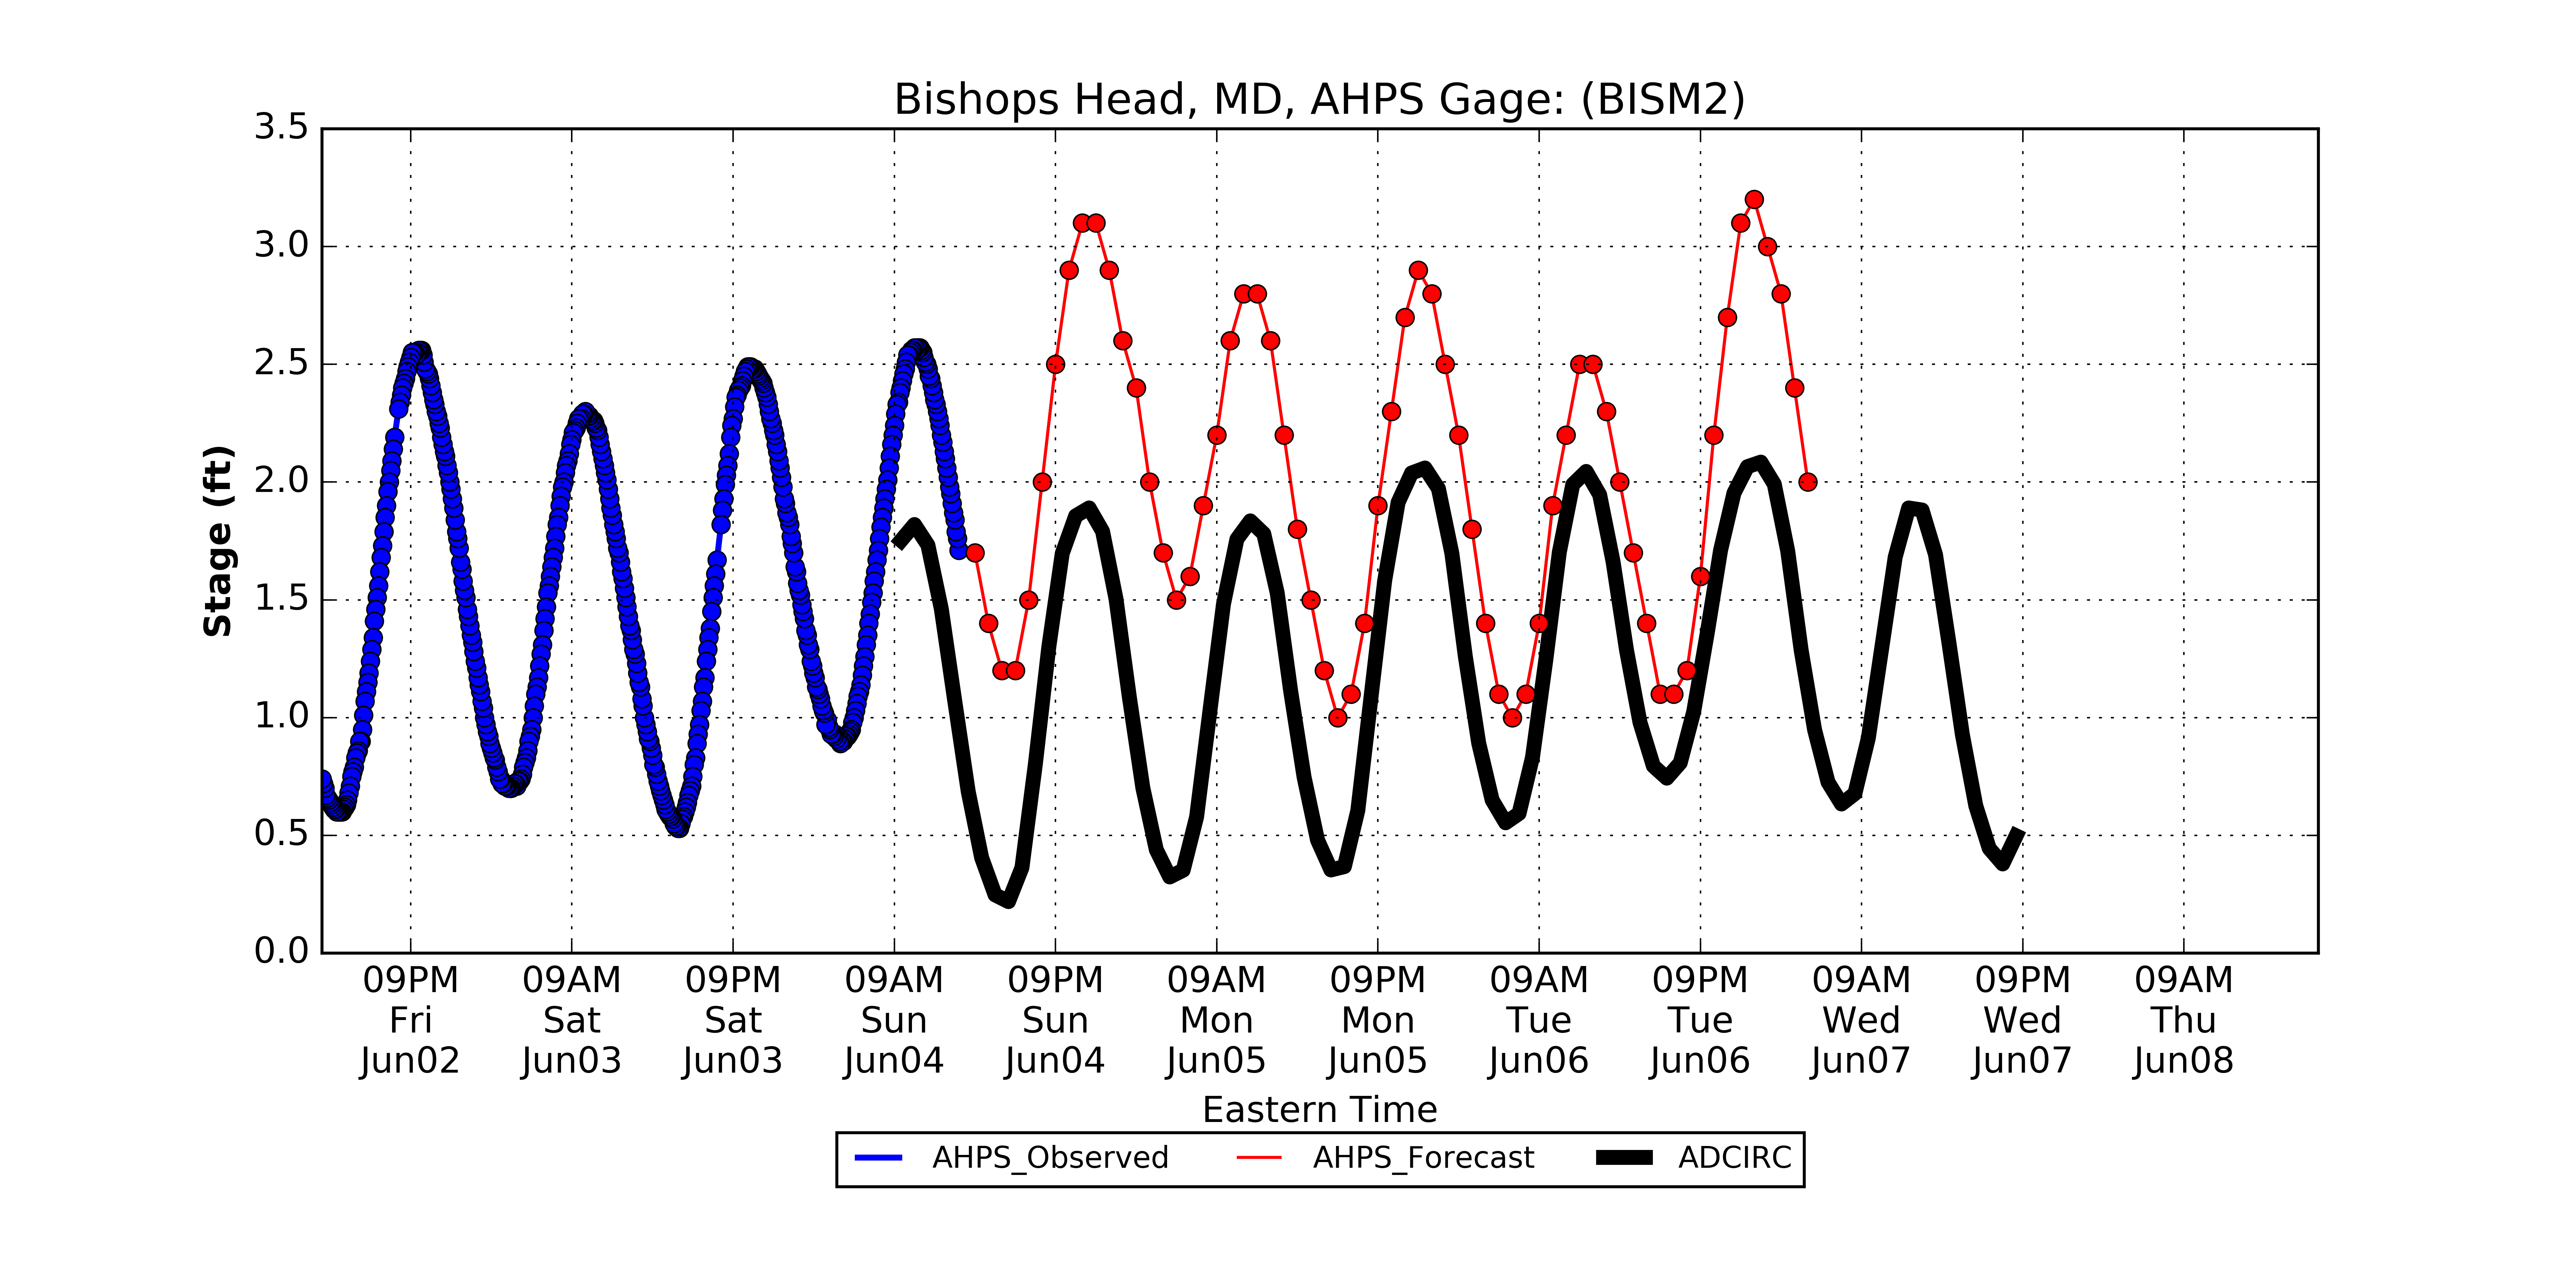 Bishops Head, MD, AHPS Gage: (BISM2)
Stage (ft)
3.5
3.0
2.5
2.0
1.5
1.0
0.5
0.0
09PM 09AM 09PM 09AM 09PM 09AM 09PM 09AM 09PM 09AM 09PM 09AM
Fri Sat Sat Sun Sun Mon Mon Tue Tue Wed Wed Thu
Jun02 Jun03 Jun03 Jun04 Jun04 Jun05 Jun05 Jun06 Jun06 Jun07 Jun07 Jun08
Eastern Time
AHPS_Observed AHPS_Forecast ADCIRC